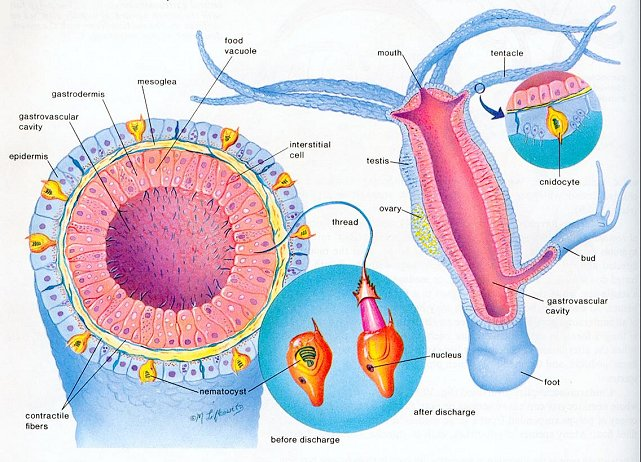 food
vacuole
mesoglea
gastrodermis
gastrovascular
cavity
epidermis
interstitial
cell
thread
nematocyst
contractile
fibers
before discharge
after discharge
nucleus
mouth
tentacle
testis
ovary
cnidocyte
bud
gastrovascular
cavity
foot